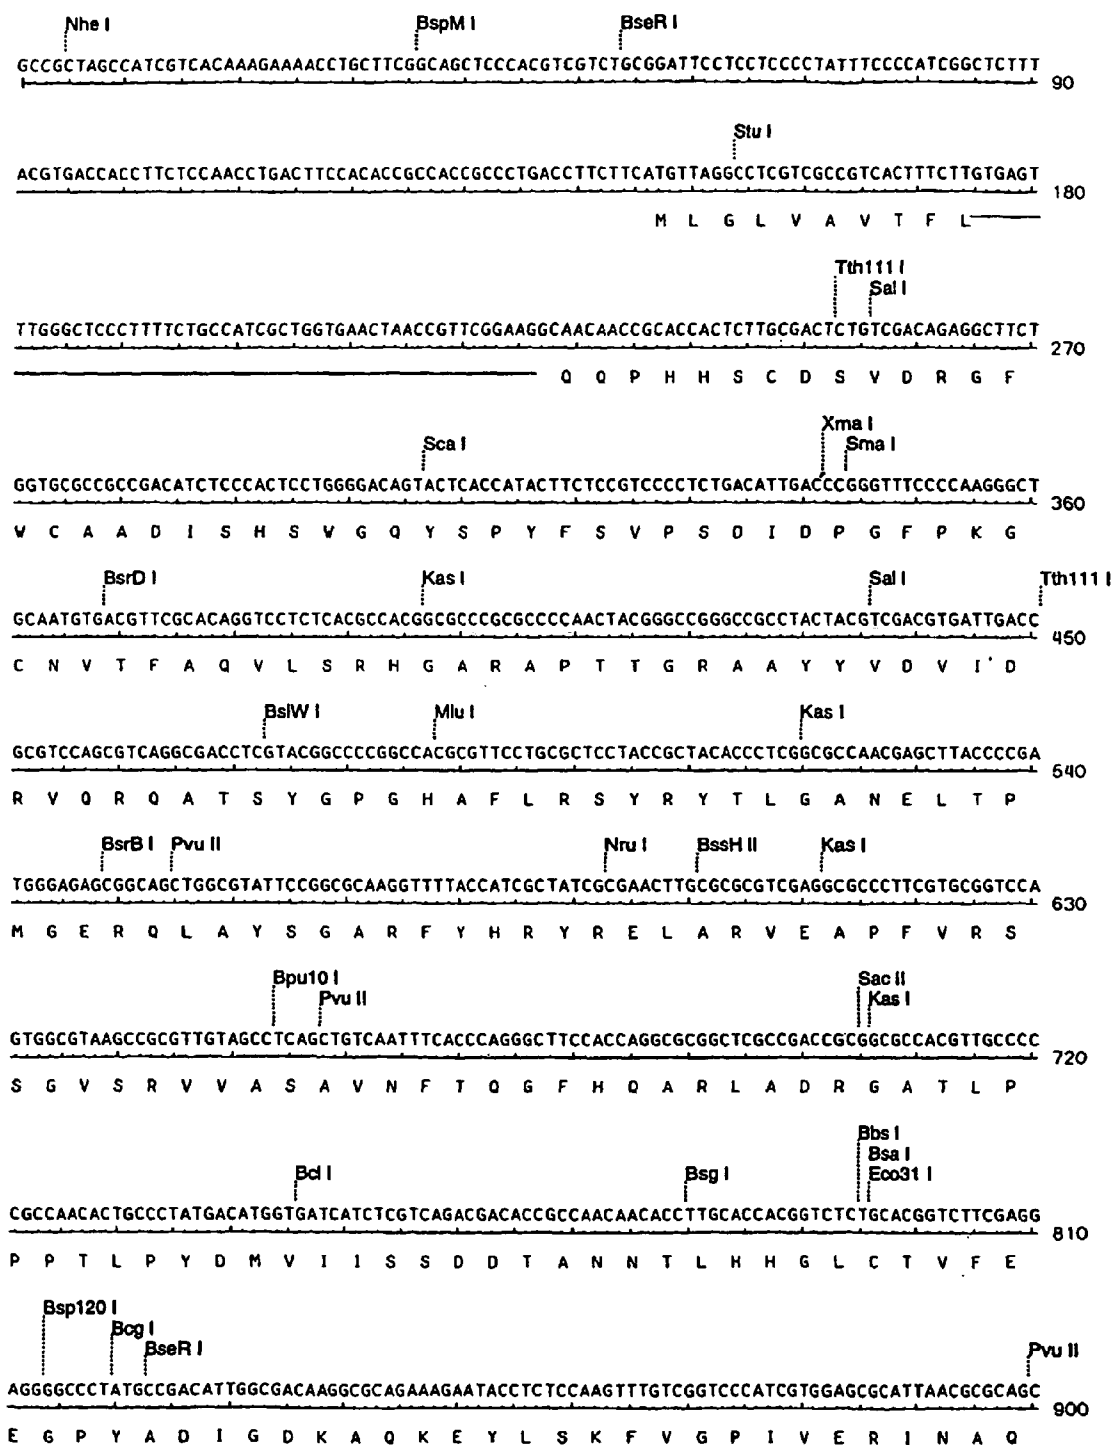 Nhe I BspM I BseR I
GCCGCTAGCCATCGTCACAAAGAAAACCTGCTTCGGCAGCTCCCACGTCGTCTGCGGATTCCTCCTCCCCTATTTCCCCATCGGCTCTTT
90
Stu I
ACGTGACCACCTTCTCCAACCTGACTTCCACACCGCCACCGCCCTGACCTTCTTCATGTTAGGCCTCGTCGCCGTCACTTTCTTGTGAGT
180
M L G L V A V T F L
Tth111 I
Sal I
TTGGGCTCCCTTTTCTGCCATCGCTGGTGAACTAACCGTTCGGAAGGCAACAACCGCACCACTCTTGCGACTCTGTCGACAGAGGCTTCT
270
Q Q P H H S C D S V D R G F
Xma I
Sca I Sma I
GGTGCGCCGCCGACATCTCCCACTCCTGGGGACAGTACTCACCATACTTCTCCGTCCCCTCTGACATTGACCCGGGTTTCCCCAAGGGCT
360
W C A A D I S H S W G Q Y S P Y F S V P S D I D P G F P K G
BsrD I Kas I Sal I Tth111 I
GCAATGTGACGTTCGCACAGGTCCTCTCACGCCACGGCGCCCGCGCCCCAACTACGGGCCGGGCCGCCTACTACGTCGACGTGATTGACC
450
C N V T F A Q V L S R H G A R A P T T G R A A Y Y V D V I D
BsIW I Mlu I Kas I
GCGTCCAGCGTCAGGCGACCTCGTACGGCCCCGGCCACGCGTTCCTGCGCTCCTACCGCTACACCCTCGGCGCCAACGAGCTTACCCCGA
540
R V Q R Q A T S Y G P G H A F L R S Y R Y T L G A N E L T P
BsrB I Pvu II Nru I BssH II Kas I
TGGGAGAGCGGCAGCTGGCGTATTCCGGCGCAAGGTTTTACCATCGCTATCGCGAACTTGCGCGCGTCGAGGCGCCCTTCGTGCGGTCCA
630
M G E R Q L A Y S G A R F Y H R Y R E L A R V E A P F V R S
Bpu10 I Sac II
Pvu II Kas I
GTGGCGTAAGCCGCGTTGTAGCCTCAGCTGTCAATTTCACCCAGGGCTTCCACCAGGCGCGGCTCGCCGACCGCGGCGCCACGTTGCCCC
720
S G V S R V V A S A V N F T Q G F H Q A R L A D R G A T L P
Bbs I
Bsa I
Bcl I Bsg I Eco31 I
CGCCAACACTGCCCTATGACATGGTGATCATCTCGTCAGACGACACCGCCAACAACACCTTGCACCACGGTCTCTGCACGGTCTTCGAGG
810
P P T L P Y D M V I I S S D D T A N N T L H H G L C T V F E
Bsp120 I
Bcg I
BseR I Pvu II
AGGGGCCCTATGCCGACATTGGCGACAAGGCGCAGAAAGAATACCTCTCCAAGTTTGTCGGTCCCATCGTGGAGCGCATTAACGCGCAGC
900
E G P Y A D I G D K A Q K E Y L S K F V G P I V E R I N A Q